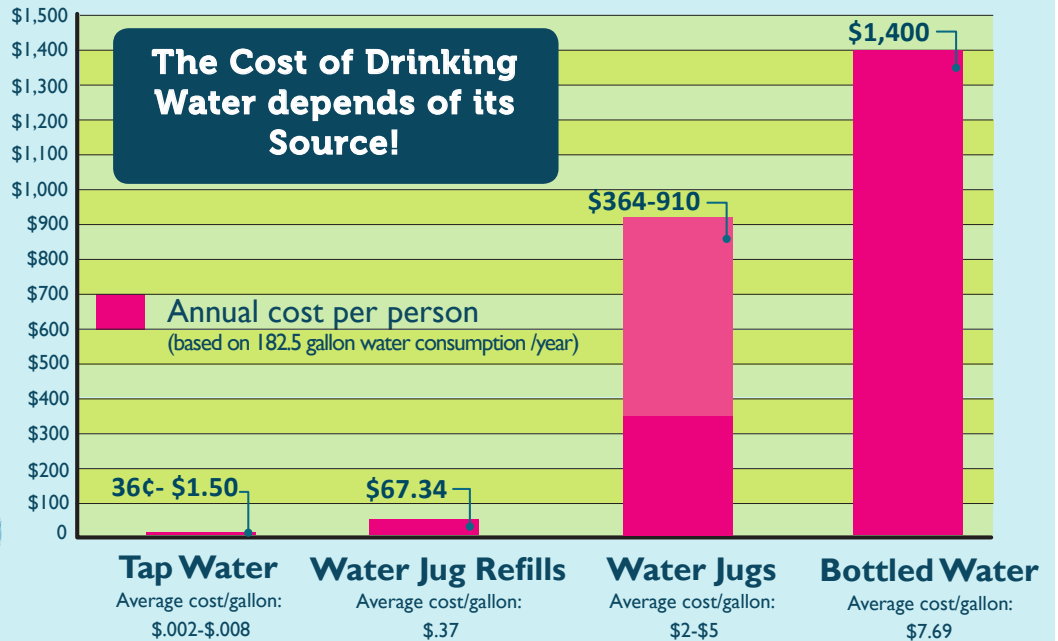 $1,500
$1,400
$1,300
$1,200
$1,100
$1,000
$900
$800
$700
$600
$500
$400
$300
$200
$100
0
The Cost of Drinking
Water depends of its
Source!
Annual cost per person
(based on 182.5 gallon water consumption /year)
36¢- $1.50
$67.34
$364-910
$1,400
Tap Water
Average cost/gallon:
$.002-$.008
Water Jug Refills
Average cost/gallon:
$.37
Water Jugs
Average cost/gallon:
$2-$5
Bottled Water
Average cost/gallon:
$7.69